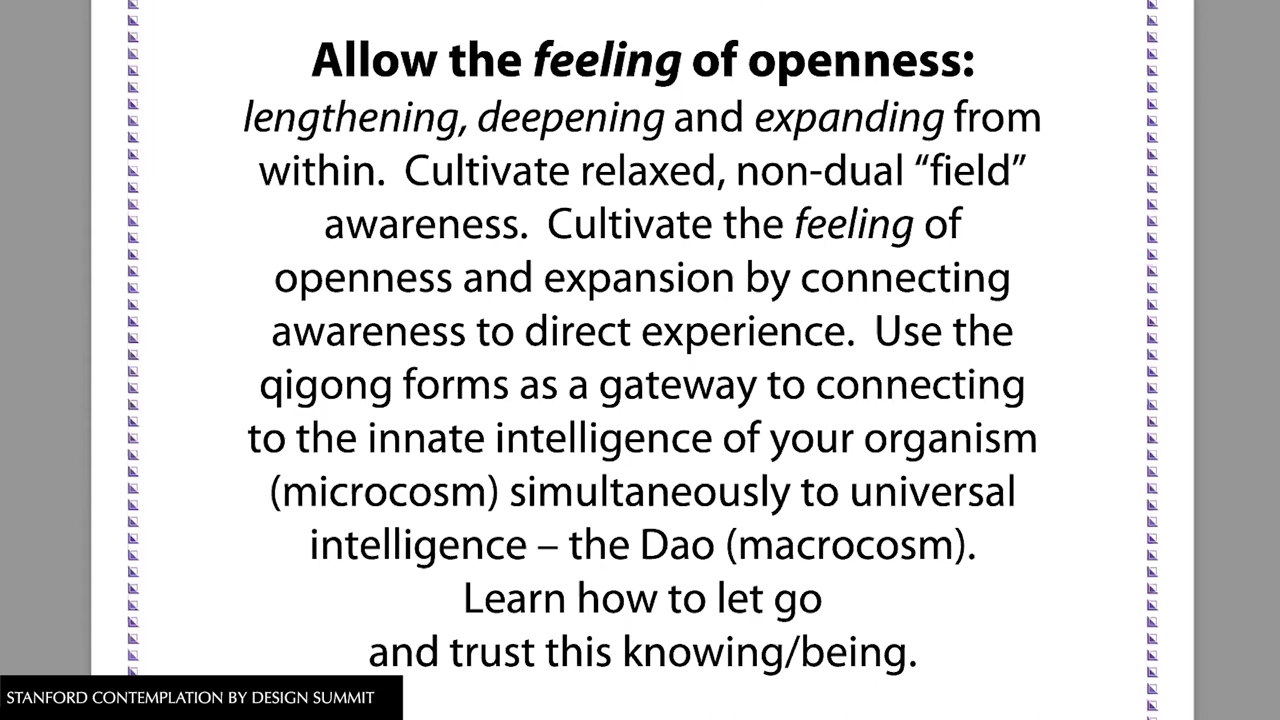 Allow the feeling of openness:
lengthening, deepening and expanding from
within.  Cultivate relaxed, non-dual “field”
awareness.  Cultivate the feeling of
openness and expansion by connecting
awareness to direct experience.  Use the
qigong forms as a gateway to connecting
to the innate intelligence of your organism
(microcosm) simultaneously to universal
intelligence – the Dao (macrocosm).
Learn how to let go
and trust this knowing/being.
STANFORD CONTEMPLATION BY DESIGN SUMMIT